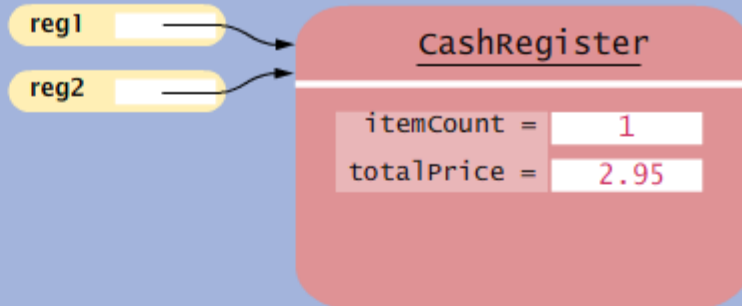 reg1
reg2
CashRegister
itemCount = 1
totalPrice = 2.95